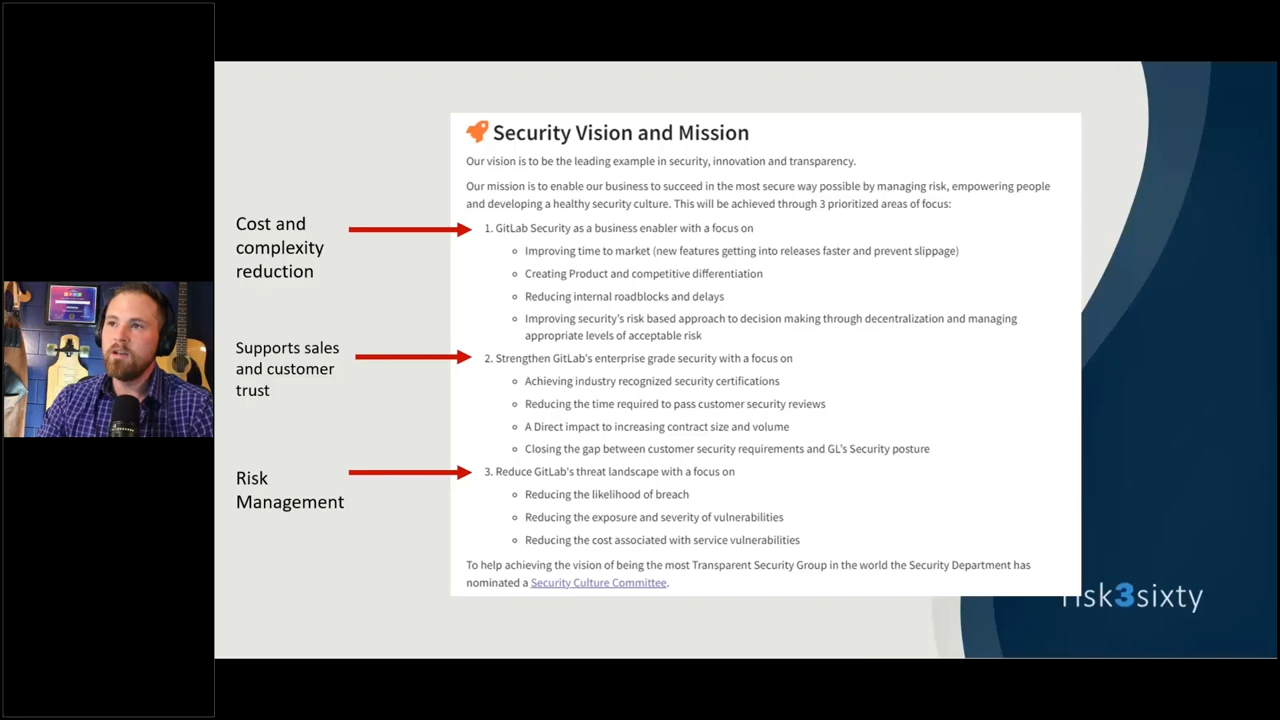 Security Vision and Mission
Our vision is to be the leading example in security, innovation and transparency.
Our mission is to enable our business to succeed in the most secure way possible by managing risk, empowering people
and developing a healthy security culture. This will be achieved through 3 prioritized areas of focus:
Cost and
complexity
reduction
1. GitLab Security as a business enabler with a focus on
Improving time to market (new features getting into releases faster and prevent slippage)
Creating Product and competitive differentiation
Reducing internal roadblocks and delays
Improving security's risk based approach to decision making through decentralization and managing
appropriate levels of acceptable risk
Supports sales
and customer
trust
2. Strengthen GitLab's enterprise grade security with a focus on
Achieving industry recognized security certifications
Reducing the time required to pass customer security reviews
A Direct impact to increasing contract size and volume
Closing the gap between customer security requirements and GL's Security posture
Risk
Management
3. Reduce GitLab's threat landscape with a focus on
Reducing the likelihood of breach
Reducing the exposure and severity of vulnerabilities
Reducing the cost associated with service vulnerabilities
To help achieving the vision of being the most Transparent Security Group in the world the Security Department has
nominated a Security Culture Committee.
risk3sixty